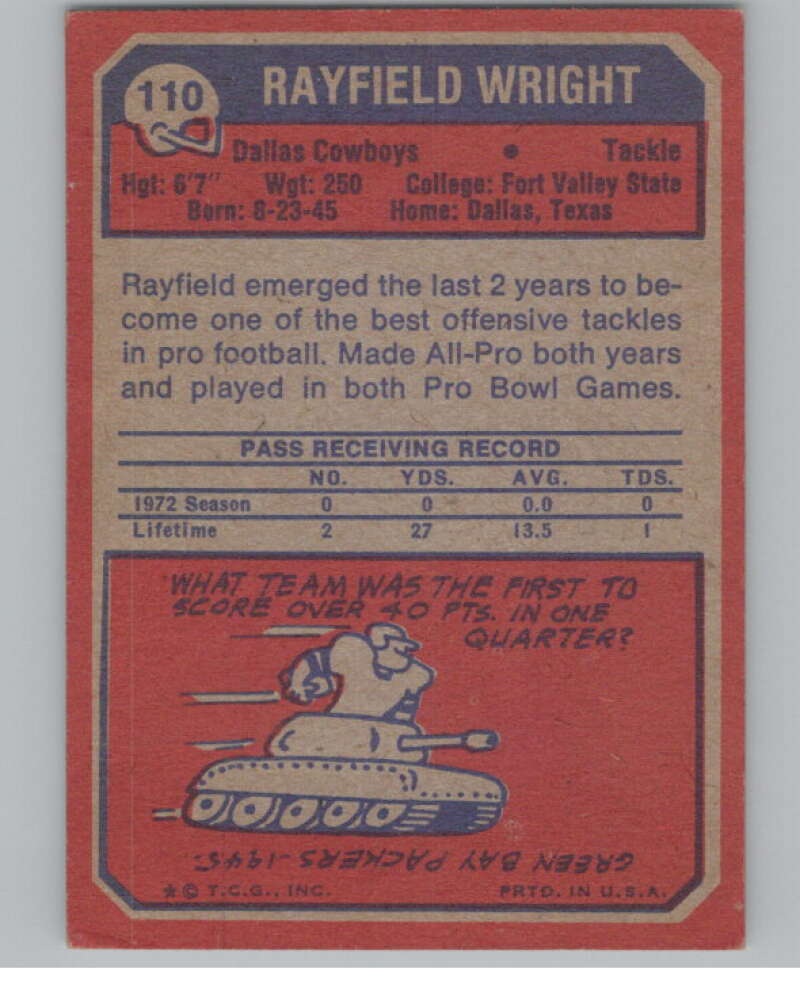 110 RAYFIELD WRIGHT
Dallas Cowboys • Tackle
Hgt: 6'7" Wgt: 250 College: Fort Valley State
Born: 8-23-45 Home: Dallas, Texas
Rayfield emerged the last 2 years to be-
come one of the best offensive tackles
in pro football. Made All-Pro both years
and played in both Pro Bowl Games.
PASS RECEIVING RECORD
NO. YDS. AVG. TDS.
1972 Season 0 0 0.0 0
Lifetime 2 27 13.5 1
WHAT TEAM WAS THE FIRST TO
SCORE OVER 40 PTS. IN ONE
QUARTER?
GREEN BAY PACKERS-1945.
* © T.C.G., INC. PRTD. IN U.S.A.